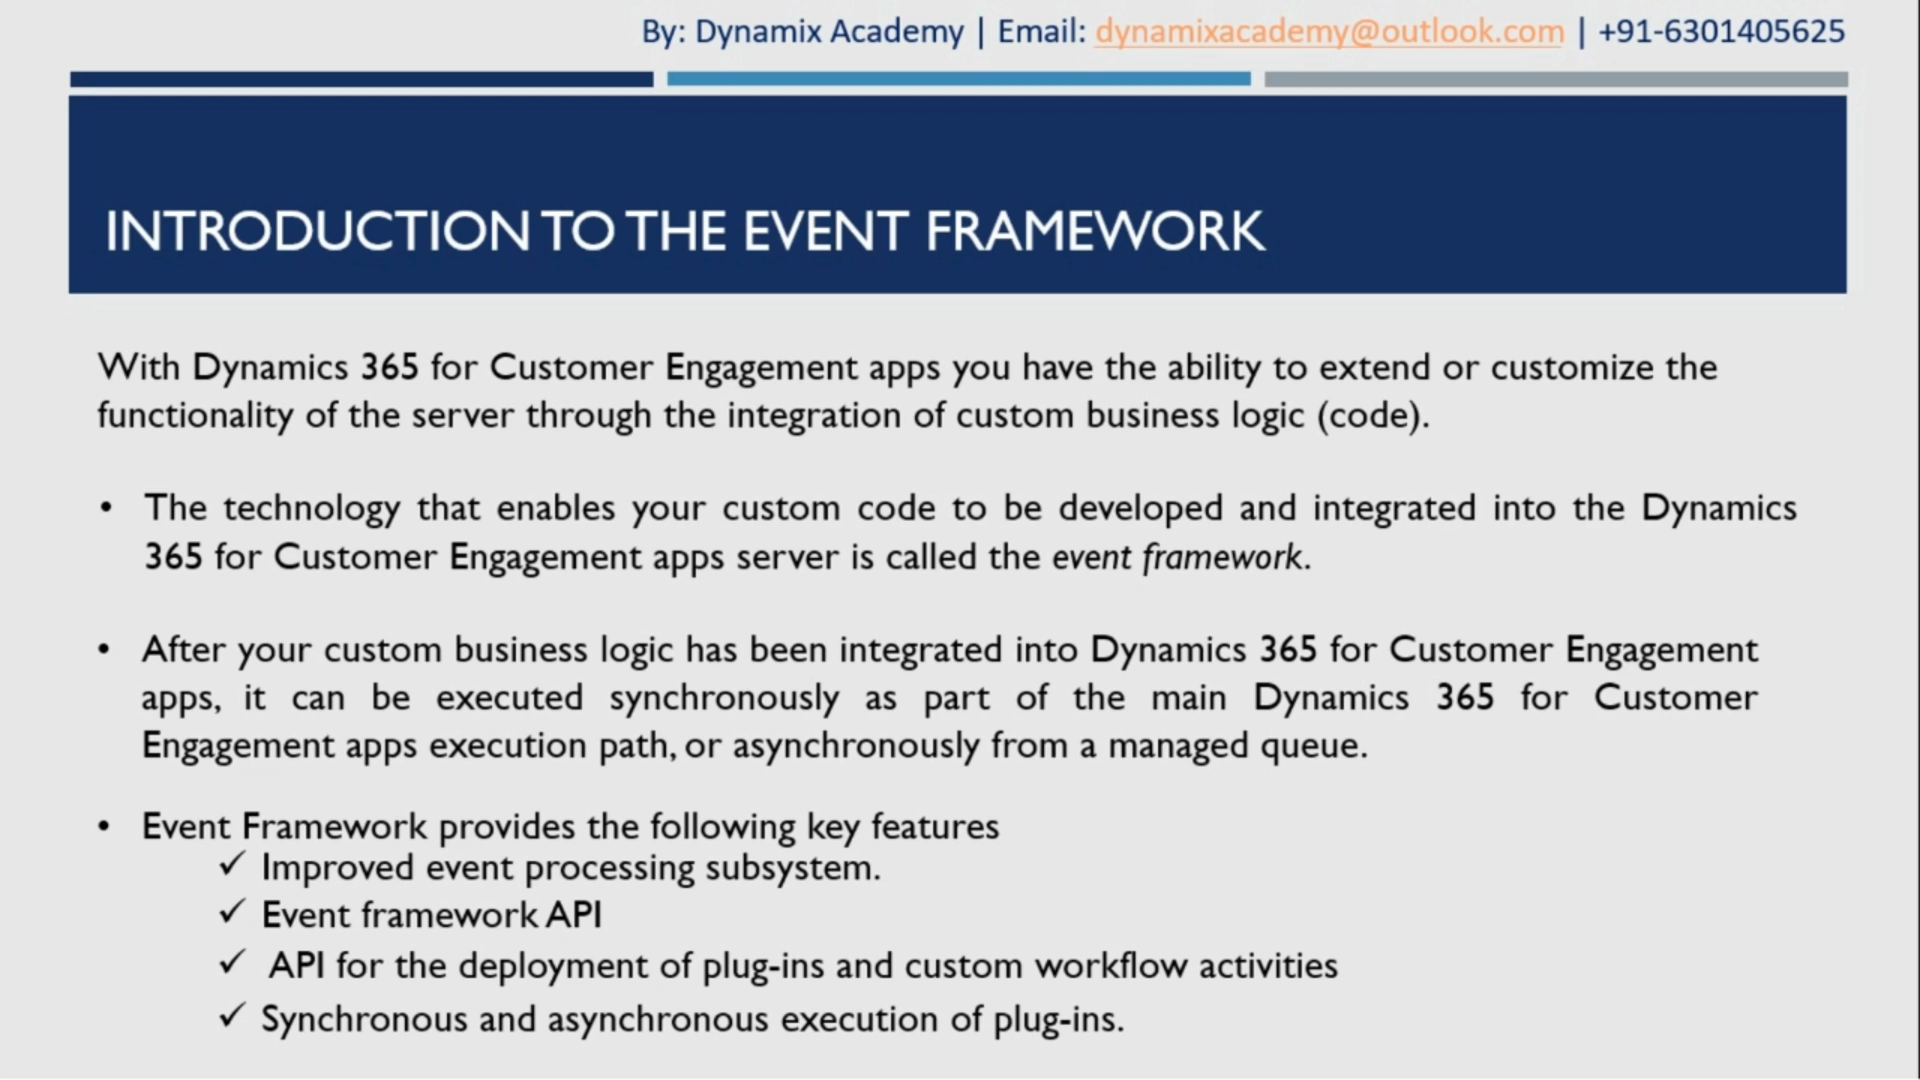 By: Dynamix Academy | Email: dynamixacademy@outlook.com | +91-6301405625
INTRODUCTION TO THE EVENT FRAMEWORK
With Dynamics 365 for Customer Engagement apps you have the ability to extend or customize the
functionality of the server through the integration of custom business logic (code).
• The technology that enables your custom code to be developed and integrated into the Dynamics
365 for Customer Engagement apps server is called the event framework.
• After your custom business logic has been integrated into Dynamics 365 for Customer Engagement
apps, it can be executed synchronously as part of the main Dynamics 365 for Customer
Engagement apps execution path, or asynchronously from a managed queue.
• Event Framework provides the following key features
✓ Improved event processing subsystem.
✓ Event framework API
✓ API for the deployment of plug-ins and custom workflow activities
✓ Synchronous and asynchronous execution of plug-ins.